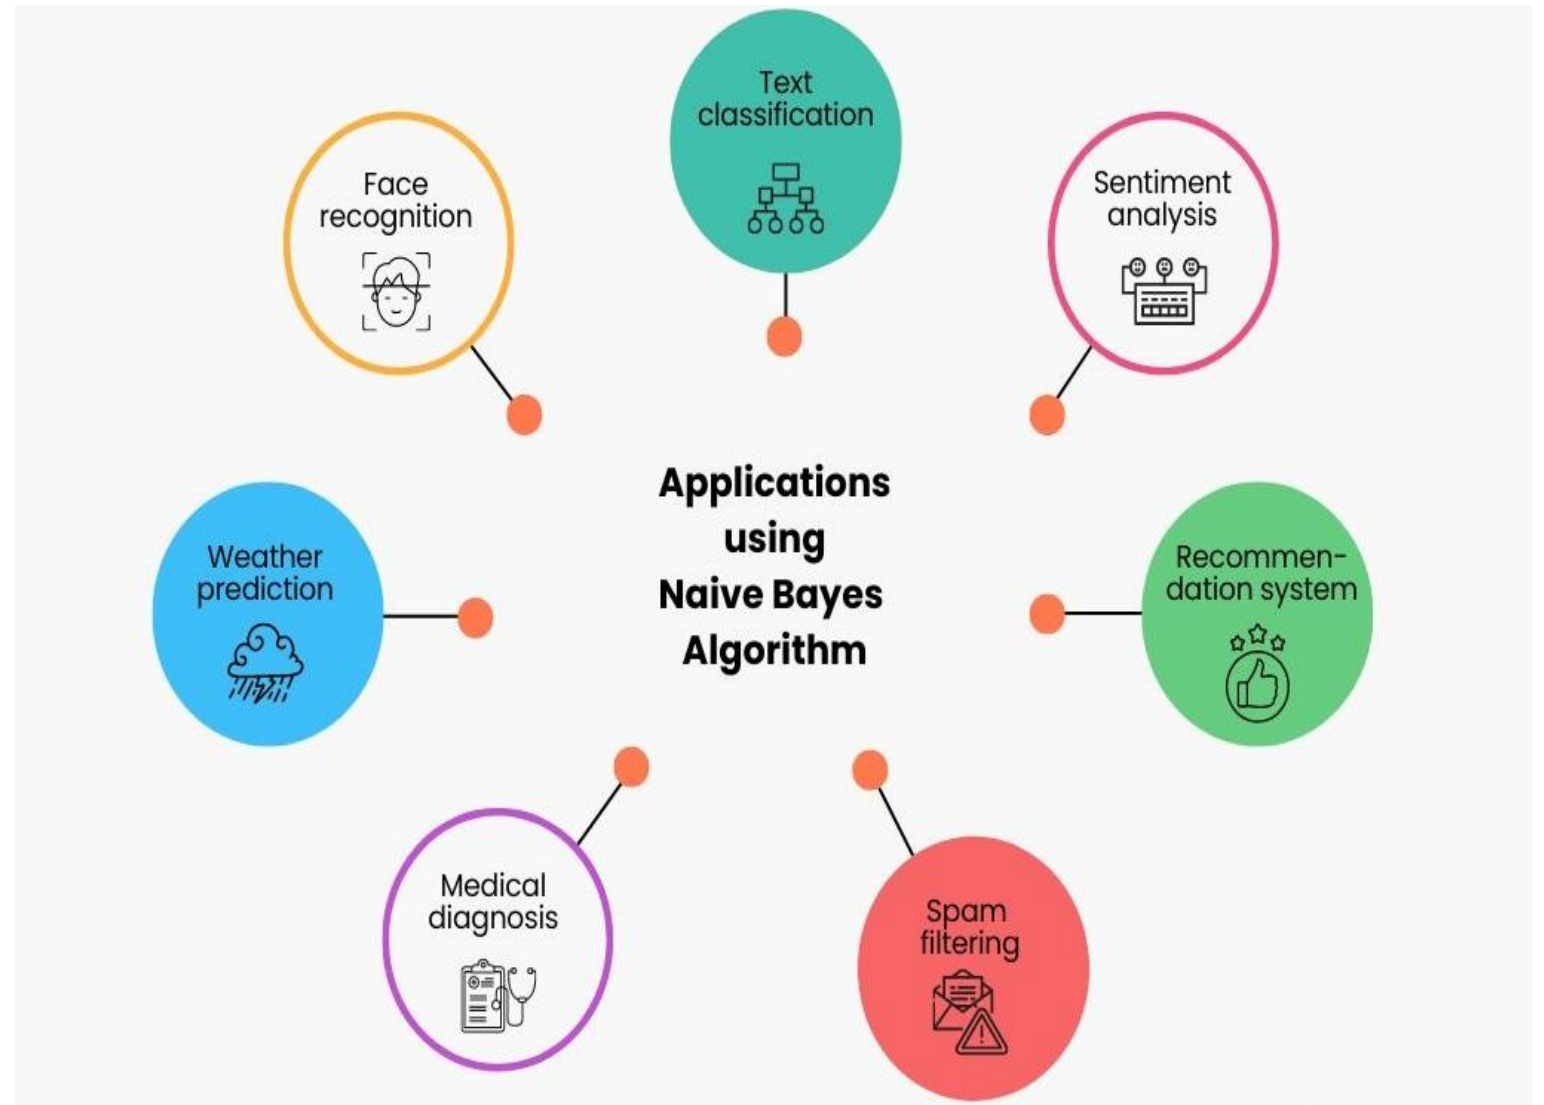 Text
classification
Face
recognition
Sentiment
analysis
Applications
using
Naive Bayes
Algorithm
Weather
prediction
Recommen-
dation system
Medical
diagnosis
Spam
filtering